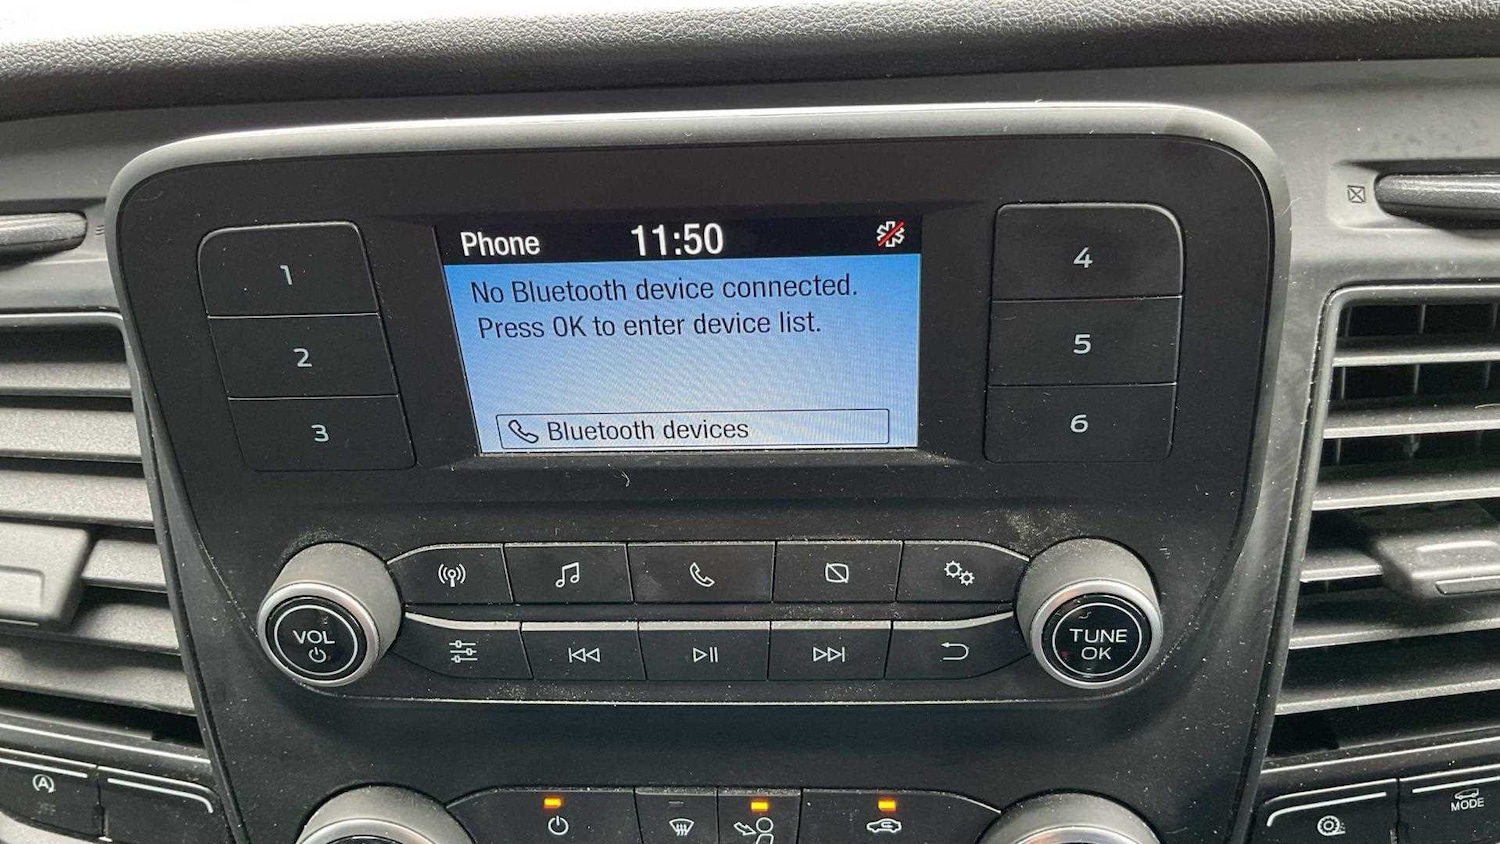 Phone 11:50
No Bluetooth device connected.
Press OK to enter device list.
Bluetooth devices
1
2
3
4
5
6
VOL
TUNE
OK
A
OFF
MODE